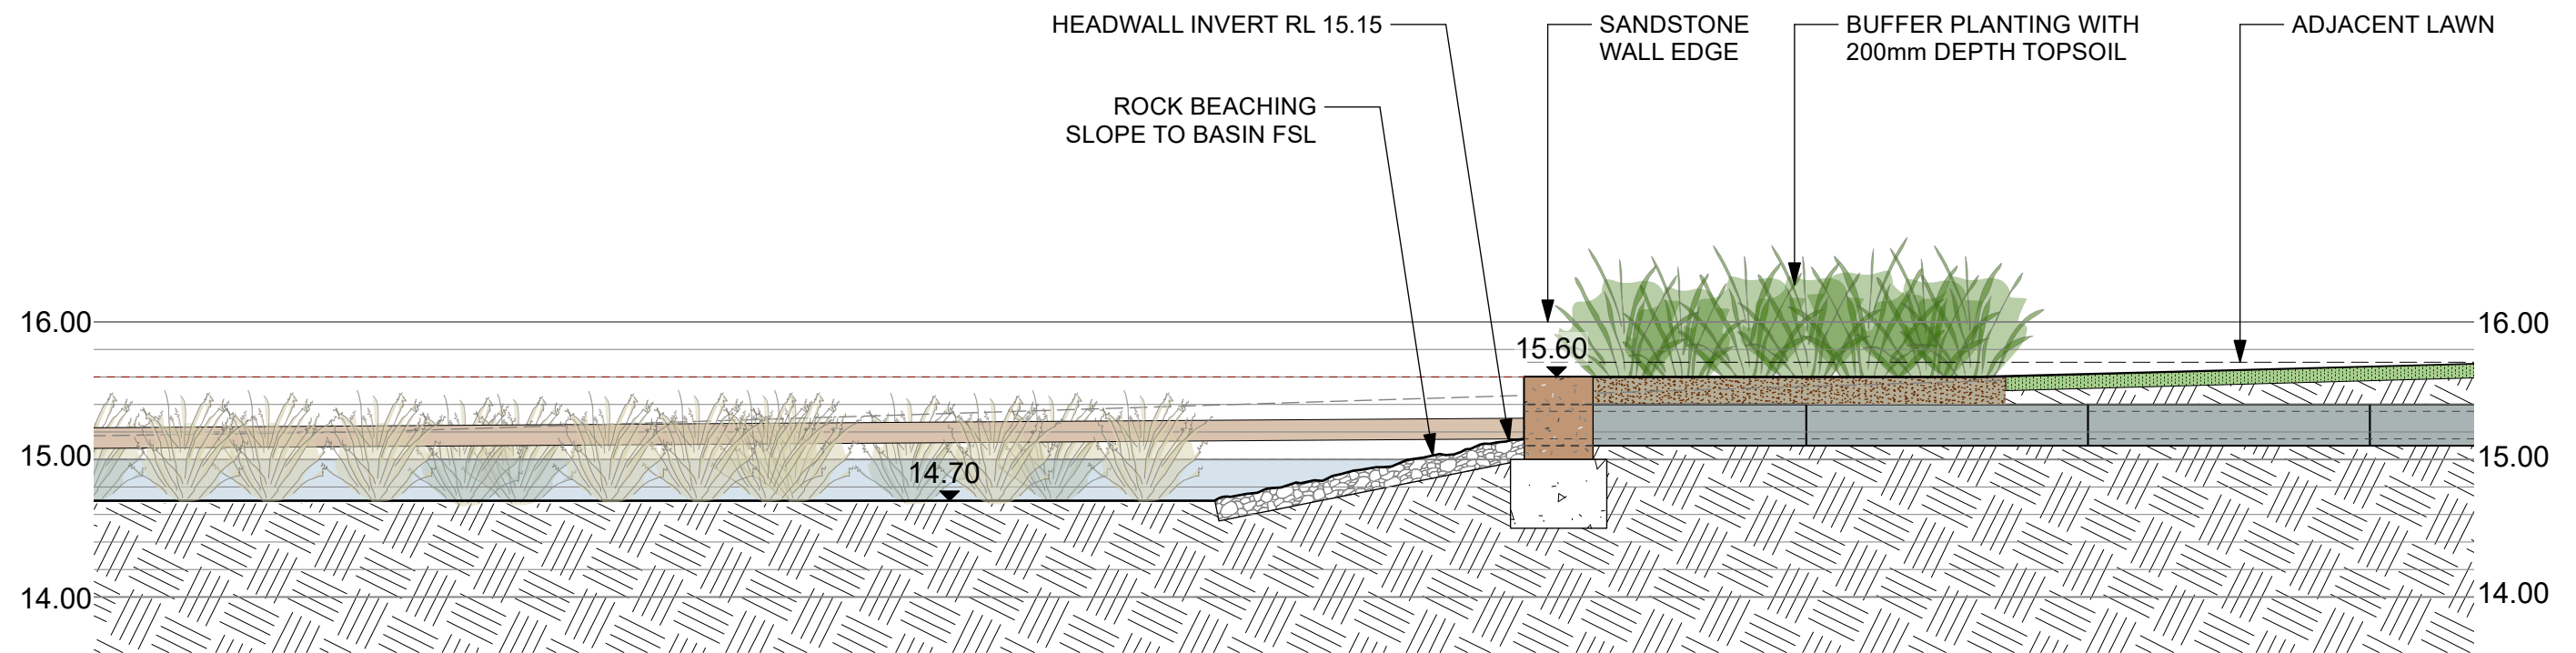 HEADWALL INVERT RL 15.15
SANDSTONE
WALL EDGE
BUFFER PLANTING WITH
200mm DEPTH TOPSOIL
ADJACENT LAWN
ROCK BEACHING
SLOPE TO BASIN FSL
16.00
16.00
15.60
15.00
15.00
14.70
14.00
14.00